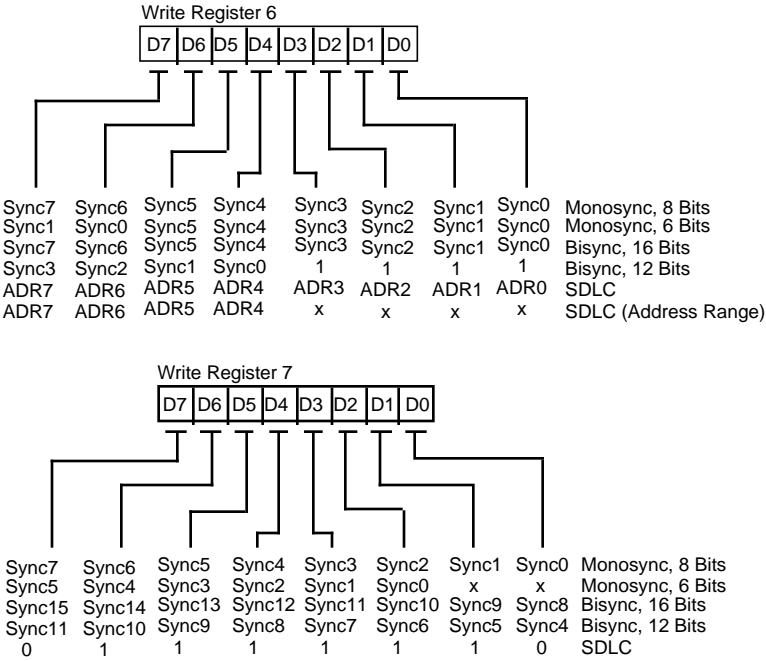 Write Register 6
D7 D6 D5 D4 D3 D2 D1 D0
Sync7 Sync6 Sync5 Sync4 Sync3 Sync2 Sync1 Sync0 Monosync, 8 Bits
Sync1 Sync0 Sync5 Sync4 Sync3 Sync2 Sync1 Sync0 Monosync, 6 Bits
Sync7 Sync6 Sync5 Sync4 Sync3 Sync2 Sync1 Sync0 Bisync, 16 Bits
Sync3 Sync2 Sync1 Sync0 1 1 1 1 Bisync, 12 Bits
ADR7 ADR6 ADR5 ADR4 ADR3 ADR2 ADR1 ADR0 SDLC
ADR7 ADR6 ADR5 ADR4 x x x x SDLC (Address Range)
Write Register 7
D7 D6 D5 D4 D3 D2 D1 D0
Sync7 Sync6 Sync5 Sync4 Sync3 Sync2 Sync1 Sync0 Monosync, 8 Bits
Sync5 Sync4 Sync3 Sync2 Sync1 Sync0 x x Monosync, 6 Bits
Sync15 Sync14 Sync13 Sync12 Sync11 Sync10 Sync9 Sync8 Bisync, 16 Bits
Sync11 Sync10 Sync9 Sync8 Sync7 Sync6 Sync5 Sync4 Bisync, 12 Bits
0 1 1 1 1 1 1 0 SDLC